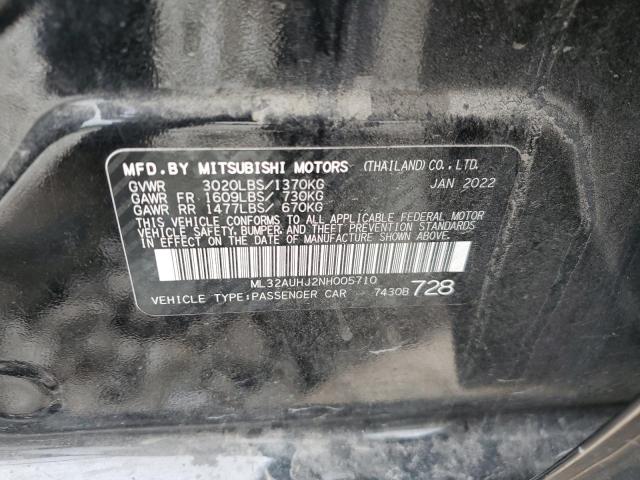 MFD.BY MITSUBISHI MOTORS (THAILAND) CO., LTD.
GVWR 3020LBS/1370KG JAN 2022
GAWR FR 1609LBS/ 730KG
GAWR RR 1477LBS/ 670KG
THIS VEHICLE CONFORMS TO ALL APPLICABLE FEDERAL MOTOR
VEHICLE SAFETY, BUMPER, AND THEFT PREVENTION STANDARDS
IN EFFECT ON THE DATE OF MANUFACTURE SHOWN ABOVE.
ML32AUHJ2NH005710
VEHICLE TYPE:PASSENGER CAR 7430B 728